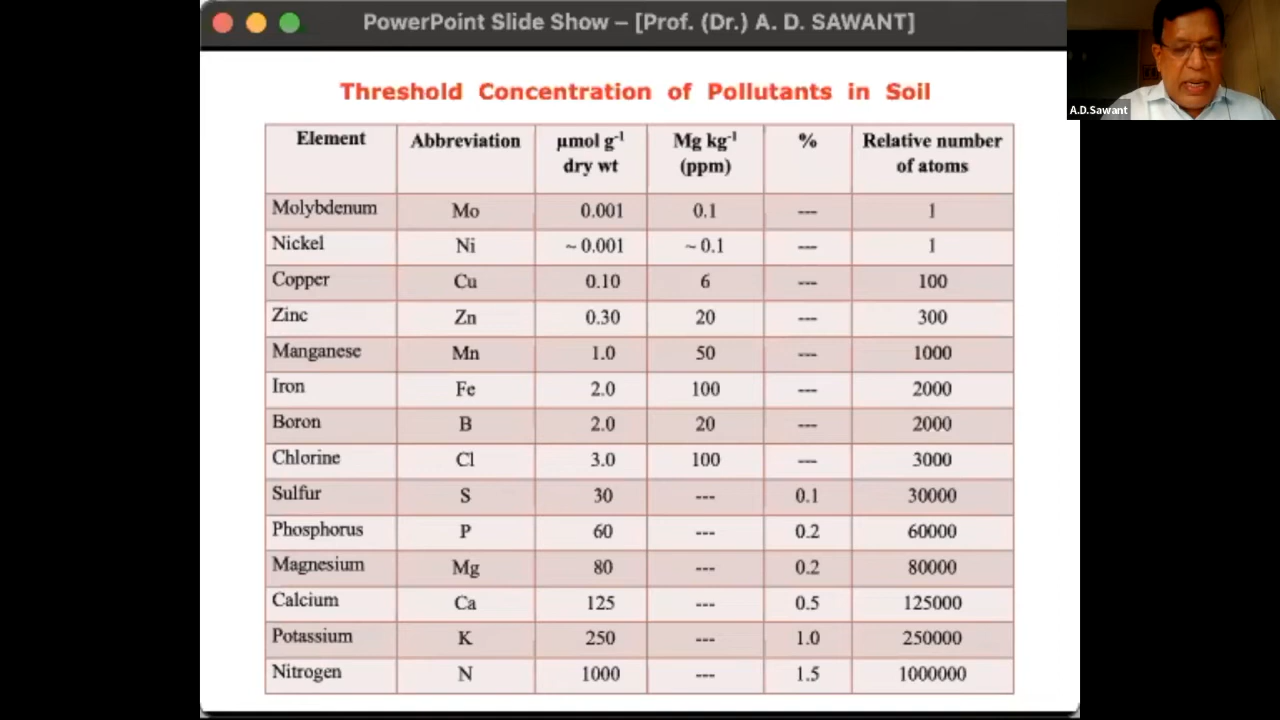 PowerPoint Slide Show – [Prof. (Dr.) A. D. SAWANT]
A.D.Sawant
Threshold Concentration of Pollutants in Soil
Element Abbreviation µmol g⁻¹ dry wt Mg kg⁻¹ (ppm) % Relative number of atoms
Molybdenum Mo 0.001 0.1 --- 1
Nickel Ni ~ 0.001 ~ 0.1 --- 1
Copper Cu 0.10 6 --- 100
Zinc Zn 0.30 20 --- 300
Manganese Mn 1.0 50 --- 1000
Iron Fe 2.0 100 --- 2000
Boron B 2.0 20 --- 2000
Chlorine Cl 3.0 100 --- 3000
Sulfur S 30 --- 0.1 30000
Phosphorus P 60 --- 0.2 60000
Magnesium Mg 80 --- 0.2 80000
Calcium Ca 125 --- 0.5 125000
Potassium K 250 --- 1.0 250000
Nitrogen N 1000 --- 1.5 1000000